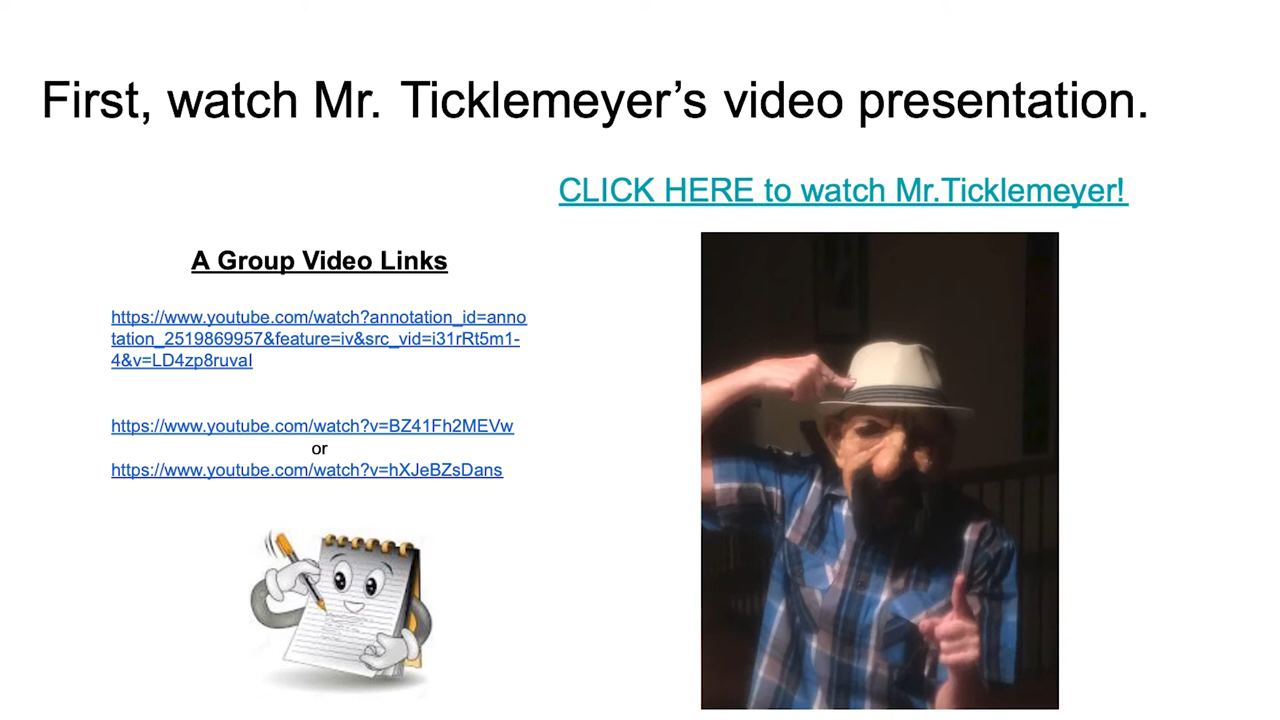 First, watch Mr. Ticklemeyer’s video presentation.
CLICK HERE to watch Mr.Ticklemeyer!
A Group Video Links
https://www.youtube.com/watch?annotation_id=anno
tation_2519869957&feature=iv&src_vid=i31rRt5m1-
4&v=LD4zp8ruvaI
https://www.youtube.com/watch?v=BZ41Fh2MEVw
or
https://www.youtube.com/watch?v=hXJeBZsDans